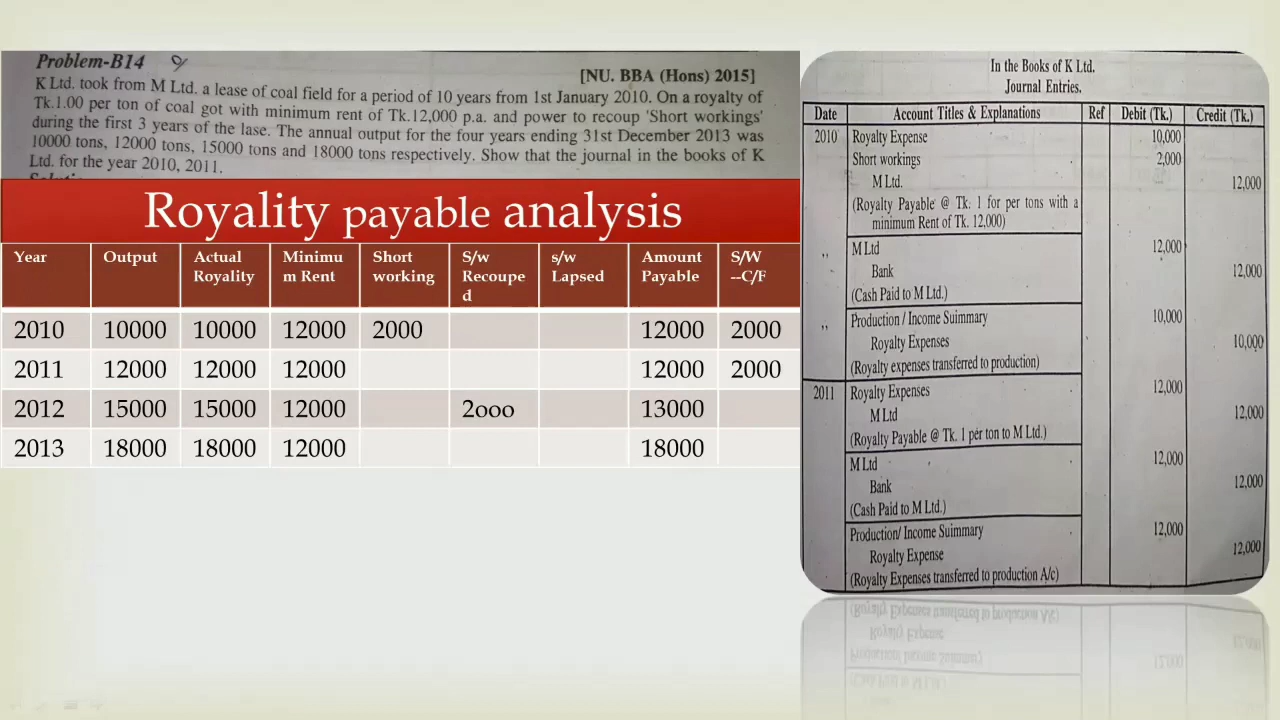 Problem-B14
[NU. BBA (Hons) 2015]
K Ltd. took from M Ltd. a lease of coal field for a period of 10 years from 1st January 2010. On a royalty of
Tk.1.00 per ton of coal got with minimum rent of Tk.12,000 p.a. and power to recoup 'Short workings'
during the first 3 years of the lase. The annual output for the four years ending 31st December 2013 was
10000 tons, 12000 tons, 15000 tons and 18000 tons respectively. Show that the journal in the books of K
Ltd. for the year 2010, 2011.
Royality payable analysis
Year Output Actual Royality Minimu m Rent Short working S/w Recoupe d s/w Lapsed Amount Payable S/W --C/F
2010 10000 10000 12000 2000 12000 2000
2011 12000 12000 12000 12000 2000
2012 15000 15000 12000 2ooo 13000
2013 18000 18000 12000 18000
In the Books of K Ltd.
Journal Entries.
Date Account Titles & Explanations Ref Debit (Tk.) Credit (Tk.)
2010 Royalty Expense 10,000
Short workings 2,000
M Ltd. 12,000
(Royalty Payable @ Tk. 1 for per tons with a
minimum Rent of Tk. 12,000)
,, M Ltd 12,000
Bank 12,000
(Cash Paid to M Ltd.)
,, Production / Income Suimmary 10,000
Royalty Expenses 10,000
(Royalty expenses transferred to production)
2011 Royalty Expenses 12,000
M Ltd 12,000
(Royalty Payable @ Tk. 1 per ton to M Ltd.)
M Ltd 12,000
Bank 12,000
(Cash Paid to M Ltd.)
Production/ Income Suimmary 12,000
Royalty Expense 12,000
(Royalty Expenses transferred to production A/c)